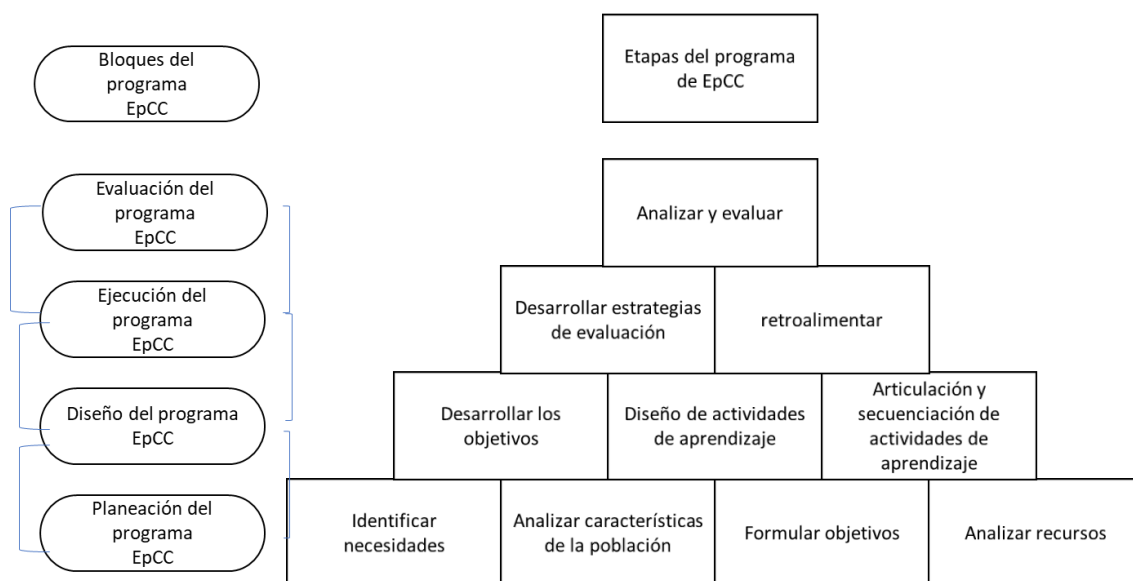 Bloques del
programa
EpCC
Etapas del programa
de EpCC
Evaluación del
programa
EpCC
Analizar y evaluar
Ejecución del
programa
EpCC
Desarrollar estrategias
de evaluación
retroalimentar
Diseño del programa
EpCC
Desarrollar los
objetivos
Diseño de actividades
de aprendizaje
Articulación y
secuenciación de
actividades de
aprendizaje
Planeación del
programa
EpCC
Identificar
necesidades
Analizar características
de la población
Formular objetivos
Analizar recursos